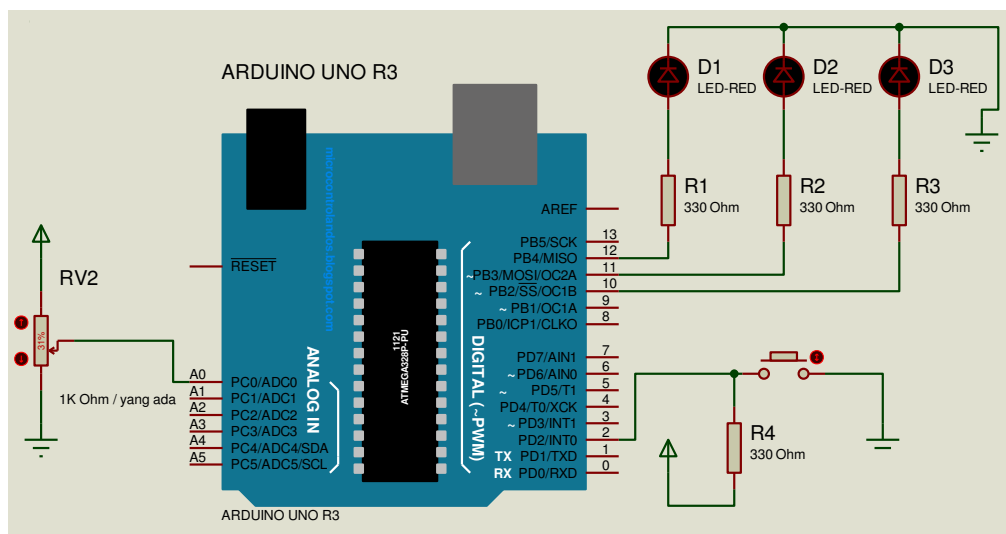 ARDUINO UNO R3
microcontrolandos.blogspot.com
D1
LED-RED
D2
LED-RED
D3
LED-RED
R1
330 Ohm
R2
330 Ohm
R3
330 Ohm
AREF
PB5/SCK 13
PB4/MISO 12
~PB3/MOSI/OC2A 11
~ PB2/SS/OC1B 10
~ PB1/OC1A 9
PB0/ICP1/CLKO 8
RESET
RV2
31%
1K Ohm / yang ada
A0 PC0/ADC0
A1 PC1/ADC1
A2 PC2/ADC2
A3 PC3/ADC3
A4 PC4/ADC4/SDA
A5 PC5/ADC5/SCL
ANALOG IN
1121
ATMEGA328P-PU
DIGITAL (~PWM)
PD7/AIN1 7
~ PD6/AIN0 6
~ PD5/T1 5
PD4/T0/XCK 4
~ PD3/INT1 3
PD2/INT0 2
TX PD1/TXD 1
RX PD0/RXD 0
R4
330 Ohm
ARDUINO UNO R3